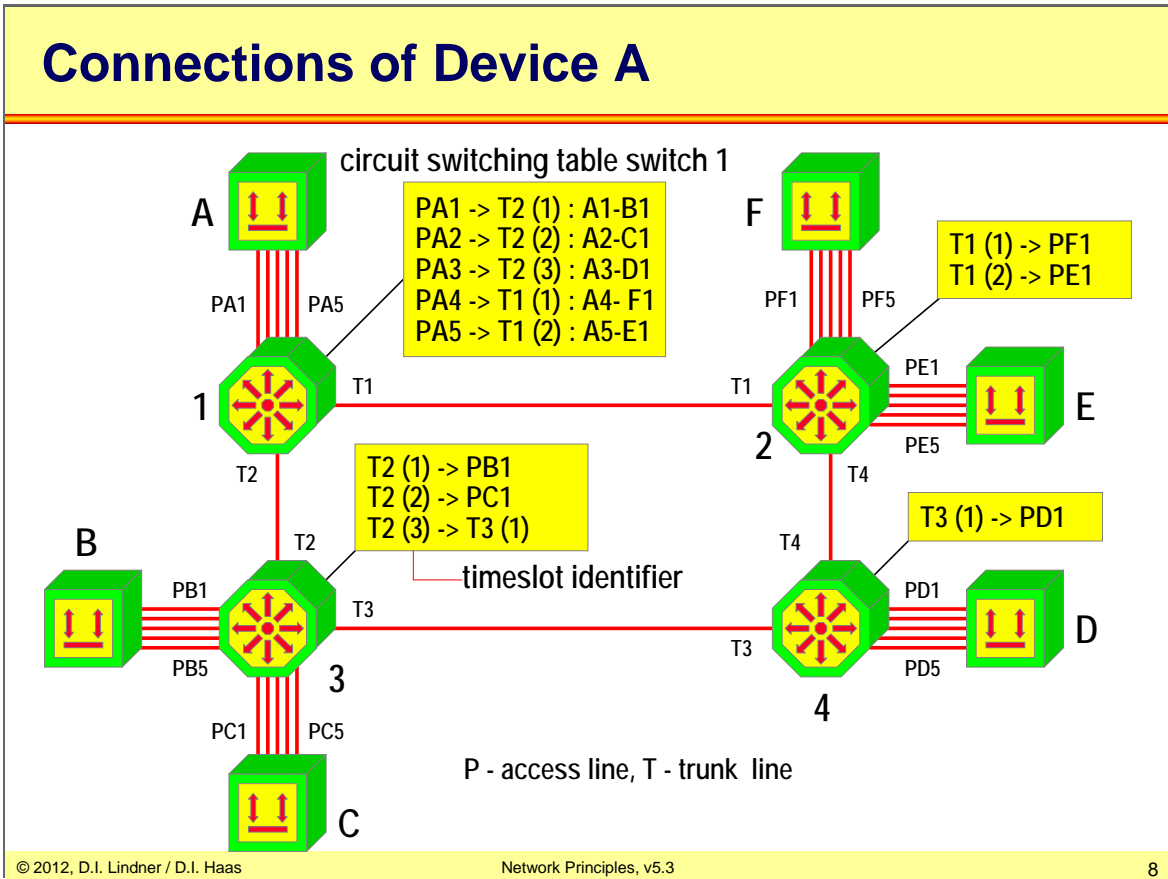 Connections of Device A
circuit switching table switch 1
A
PA1 -> T2 (1) : A1-B1
PA2 -> T2 (2) : A2-C1
PA3 -> T2 (3) : A3-D1
PA4 -> T1 (1) : A4- F1
PA5 -> T1 (2) : A5-E1
F
T1 (1) -> PF1
T1 (2) -> PE1
PA1
PA5
PF1
PF5
PE1
T1
T1
1
E
2
PE5
T2
T4
T2 (1) -> PB1
T2 (2) -> PC1
T2 (3) -> T3 (1)
T3 (1) -> PD1
B
T2
T4
timeslot identifier
PB1
T3
PD1
D
T3
PB5
PD5
3
4
PC1
PC5
P - access line, T - trunk line
C
© 2012, D.I. Lindner / D.I. Haas
Network Principles, v5.3
8